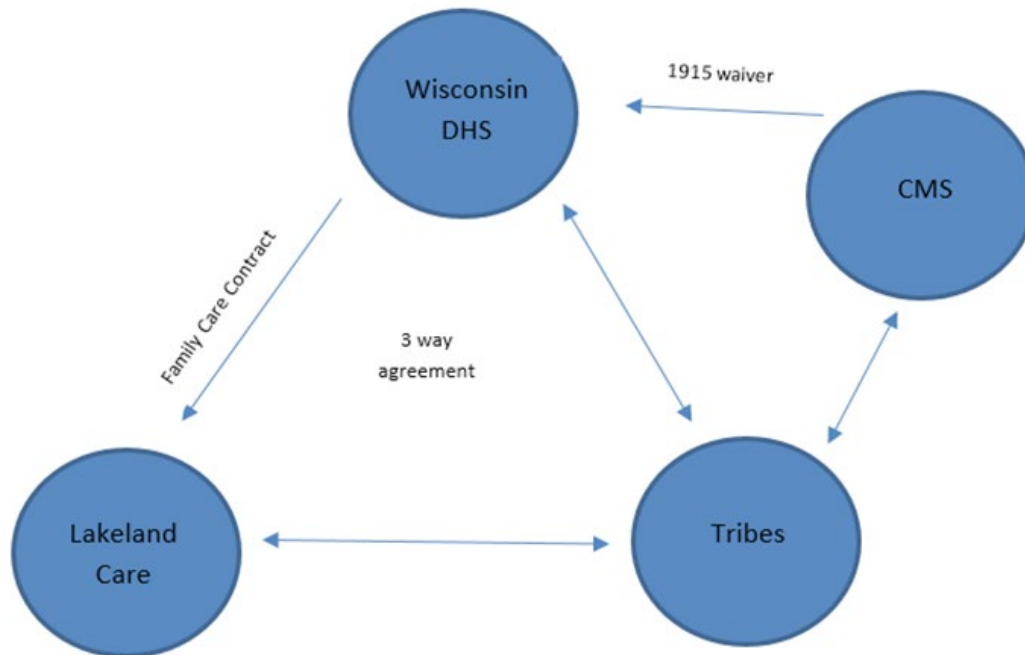 Wisconsin
DHS
1915 waiver
CMS
Family Care Contract
3 way
agreement
Lakeland
Care
Tribes